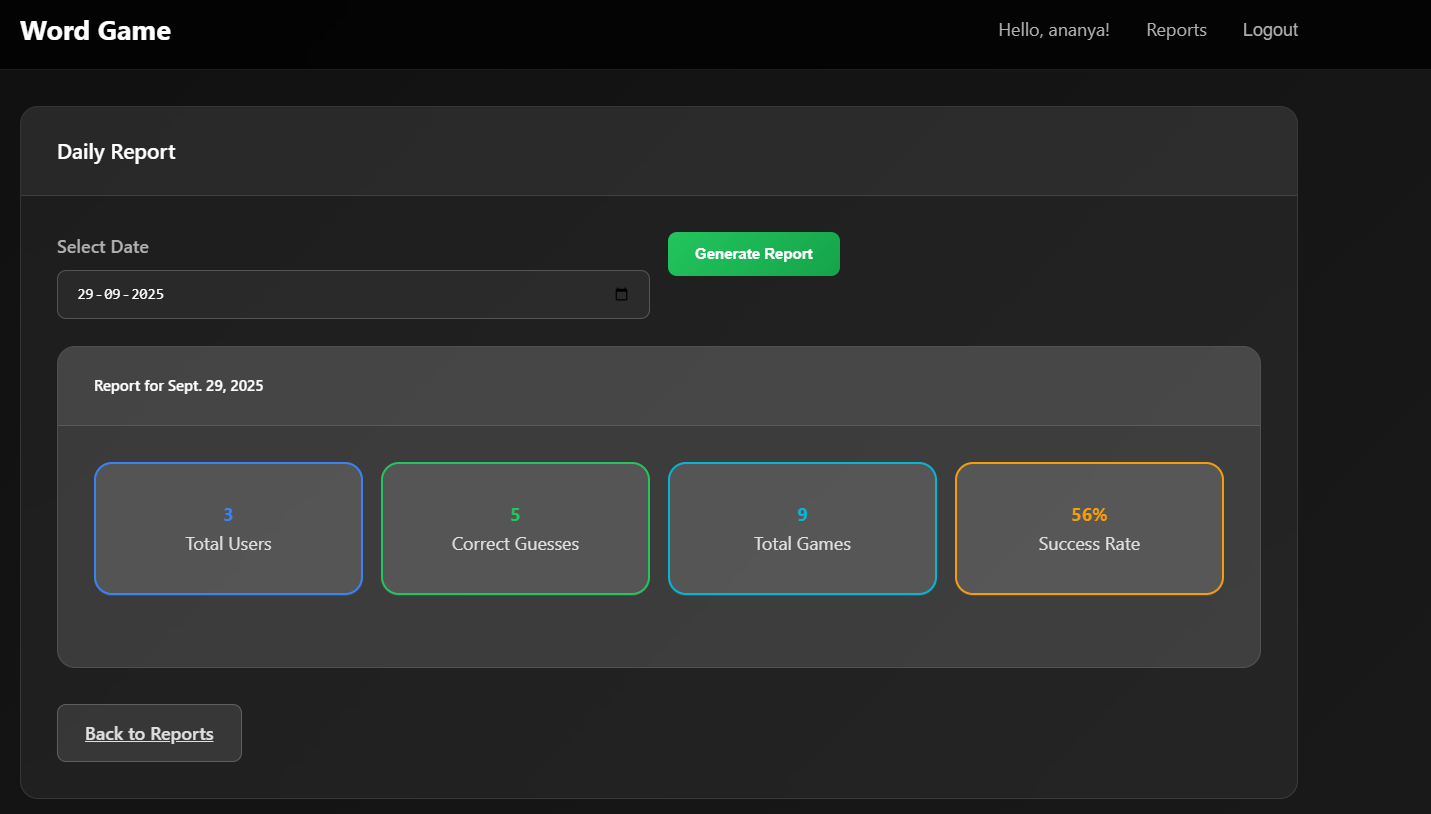 Word Game
Hello, ananya! Reports Logout
Daily Report
Select Date
Generate Report
29-09-2025
Report for Sept. 29, 2025
3
Total Users
5
Correct Guesses
9
Total Games
56%
Success Rate
Back to Reports